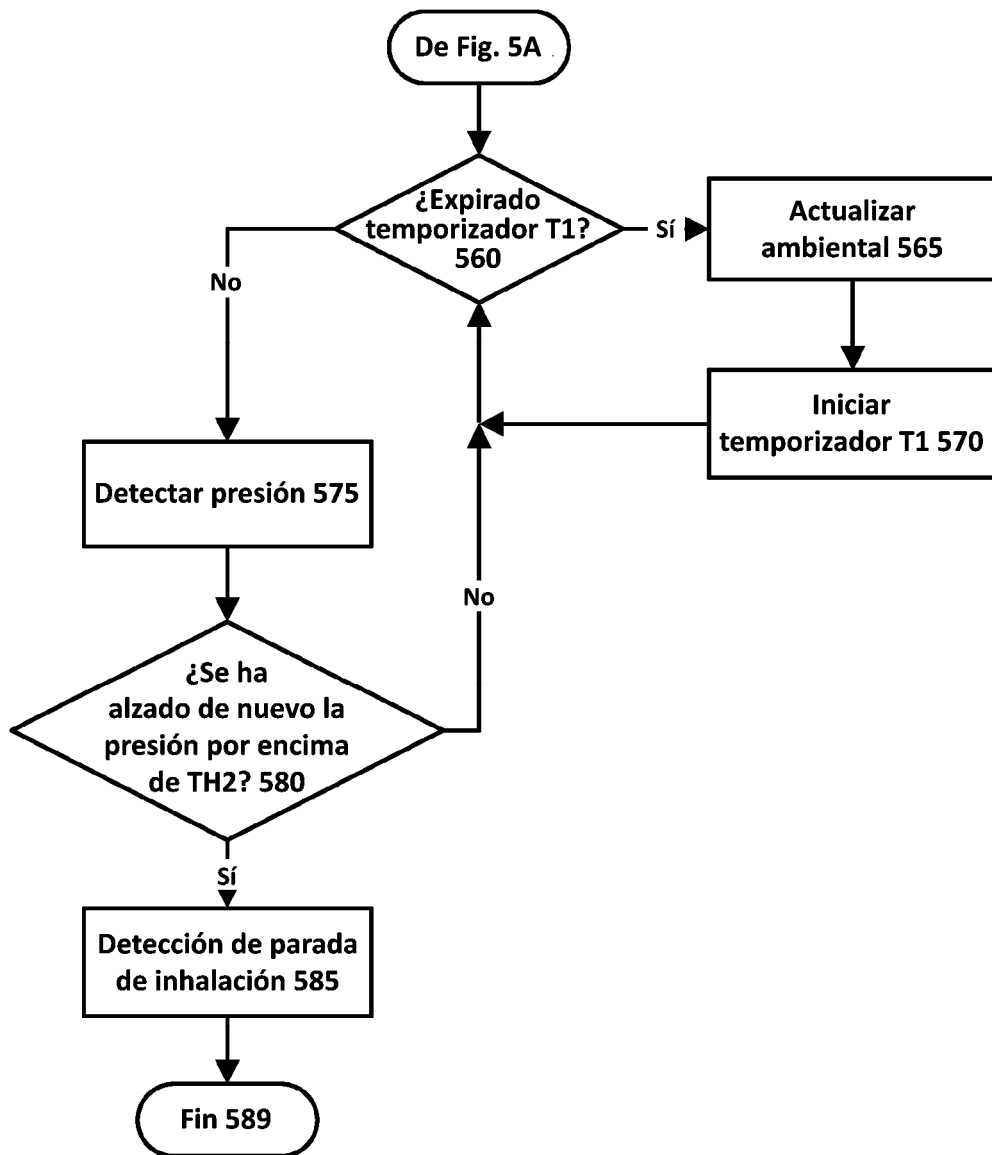 De Fig. 5A
¿Expirado
temporizador T1?
560
Sí
Actualizar
ambiental 565
No
Iniciar
temporizador T1 570
Detectar presión 575
No
¿Se ha
alzado de nuevo la
presión por encima
de TH2? 580
Sí
Detección de parada
de inhalación 585
Fin 589